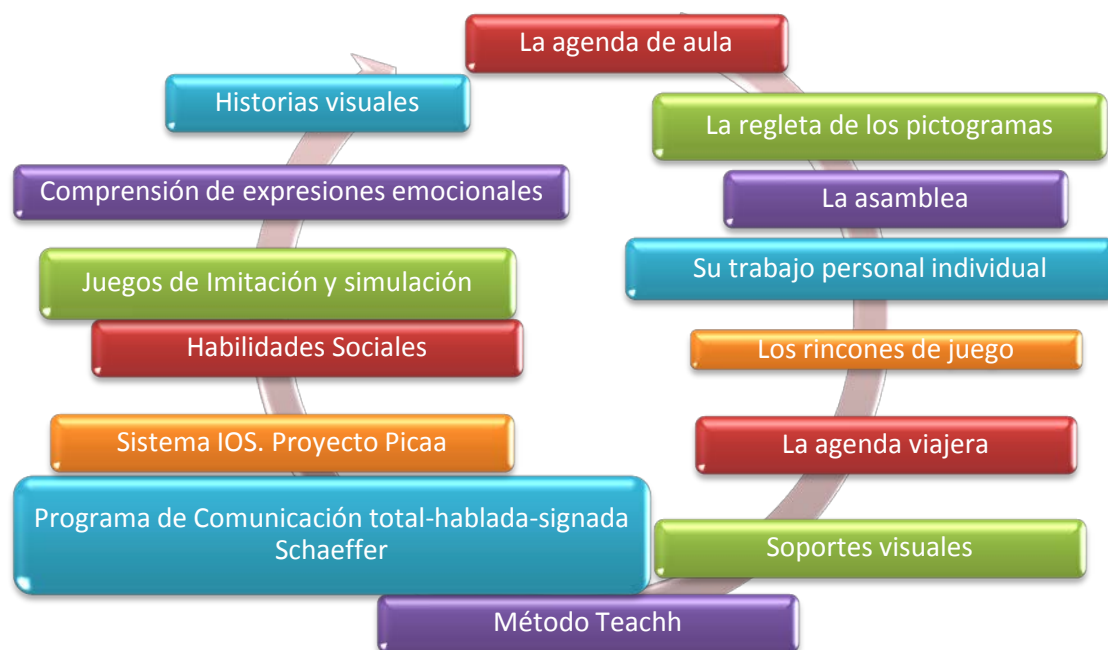 La agenda de aula
La regleta de los pictogramas
La asamblea
Su trabajo personal individual
Los rincones de juego
La agenda viajera
Soportes visuales
Método Teachh
Programa de Comunicación total-hablada-signada
Schaeffer
Sistema IOS. Proyecto Picaa
Habilidades Sociales
Juegos de Imitación y simulación
Comprensión de expresiones emocionales
Historias visuales